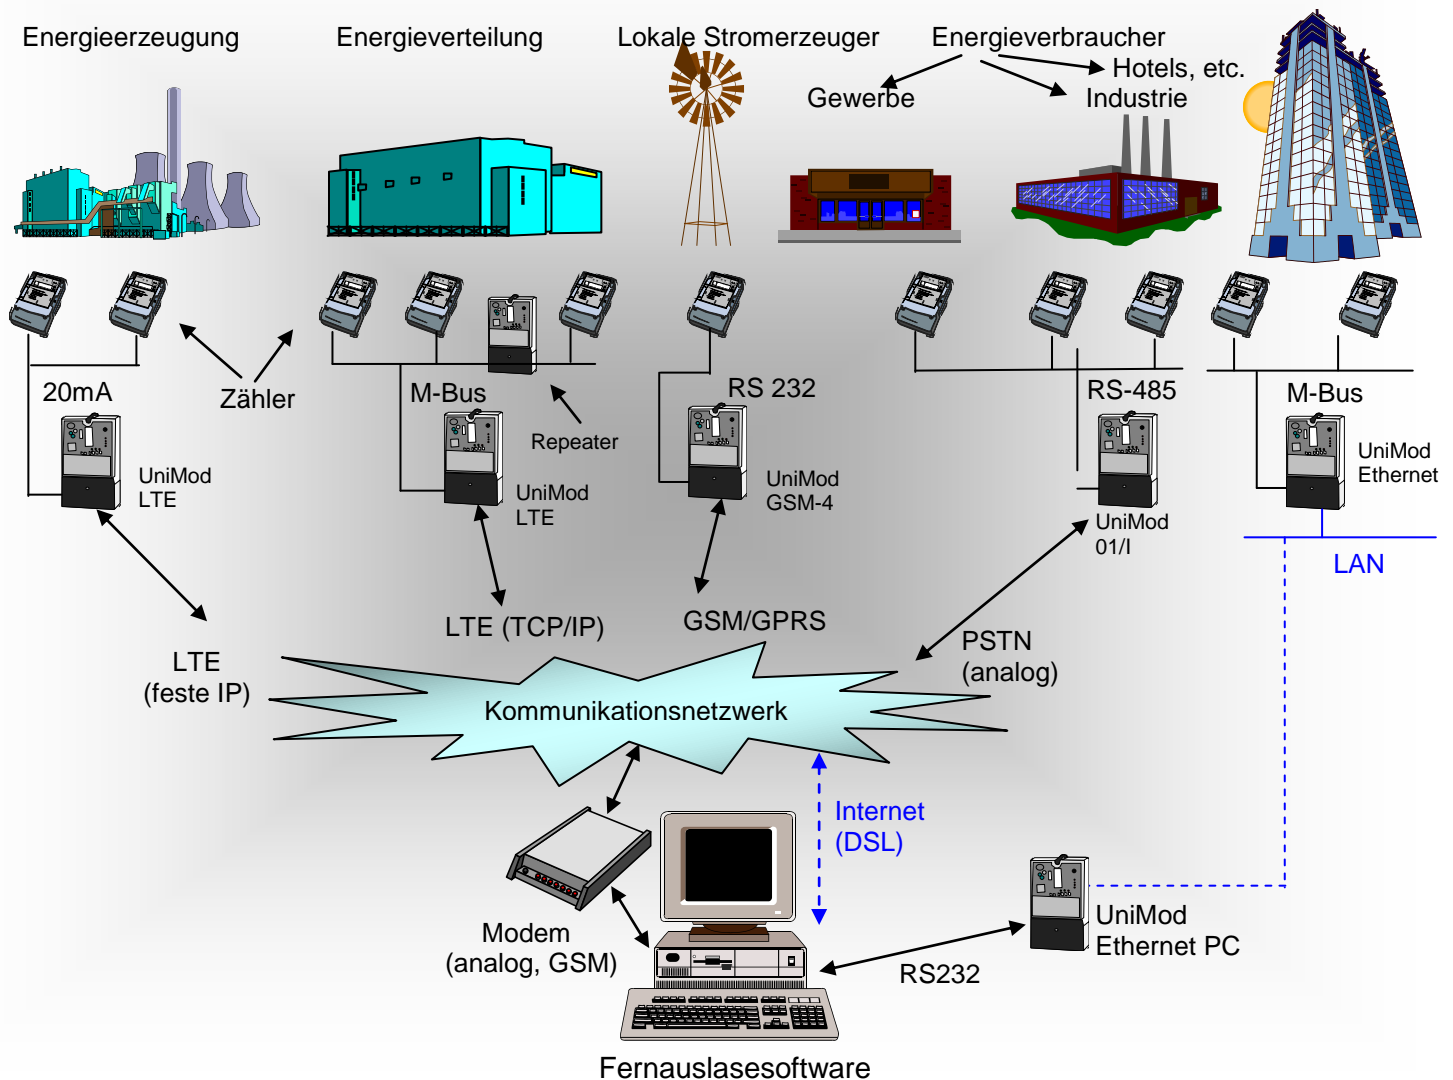 Energieerzeugung
Energieverteilung
Lokale Stromerzeuger
Energieverbraucher
Hotels, etc.
Gewerbe
Industrie
20mA
Zähler
M-Bus
RS 232
RS-485
M-Bus
Repeater
UniMod
LTE
UniMod
LTE
UniMod
GSM-4
UniMod
01/I
UniMod
Ethernet
LAN
LTE
(feste IP)
LTE (TCP/IP)
GSM/GPRS
PSTN
(analog)
Kommunikationsnetzwerk
Internet
(DSL)
Modem
(analog, GSM)
RS232
UniMod
Ethernet PC
Fernauslasesoftware